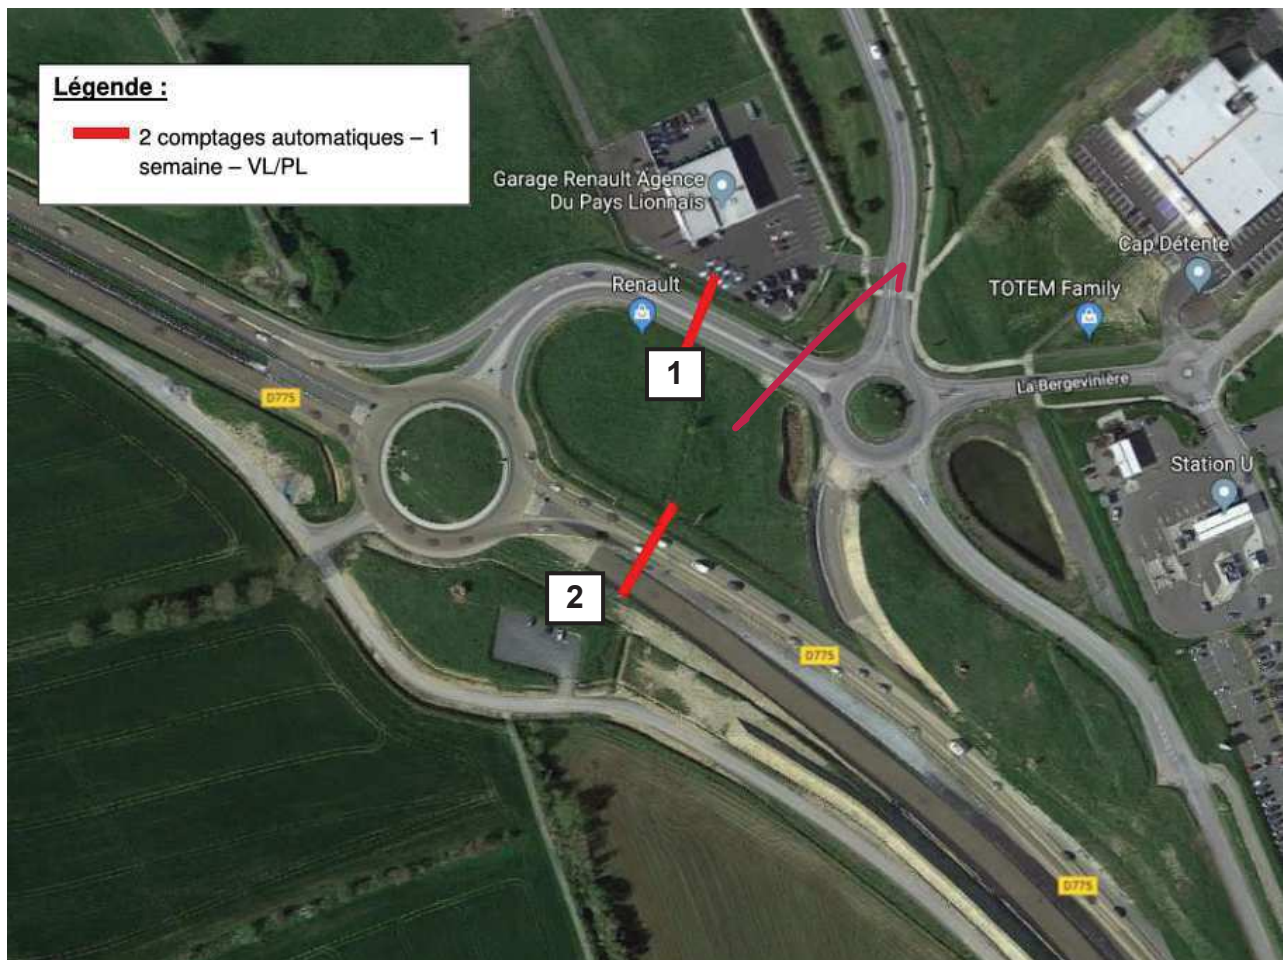 Légende :
2 comptages automatiques – 1
semaine – VL/PL
Garage Renault Agence
Du Pays Lionnais
Cap Détente
Renault
TOTEM Family
1
La Bergevinière
D775
Station U
2
D775
D775